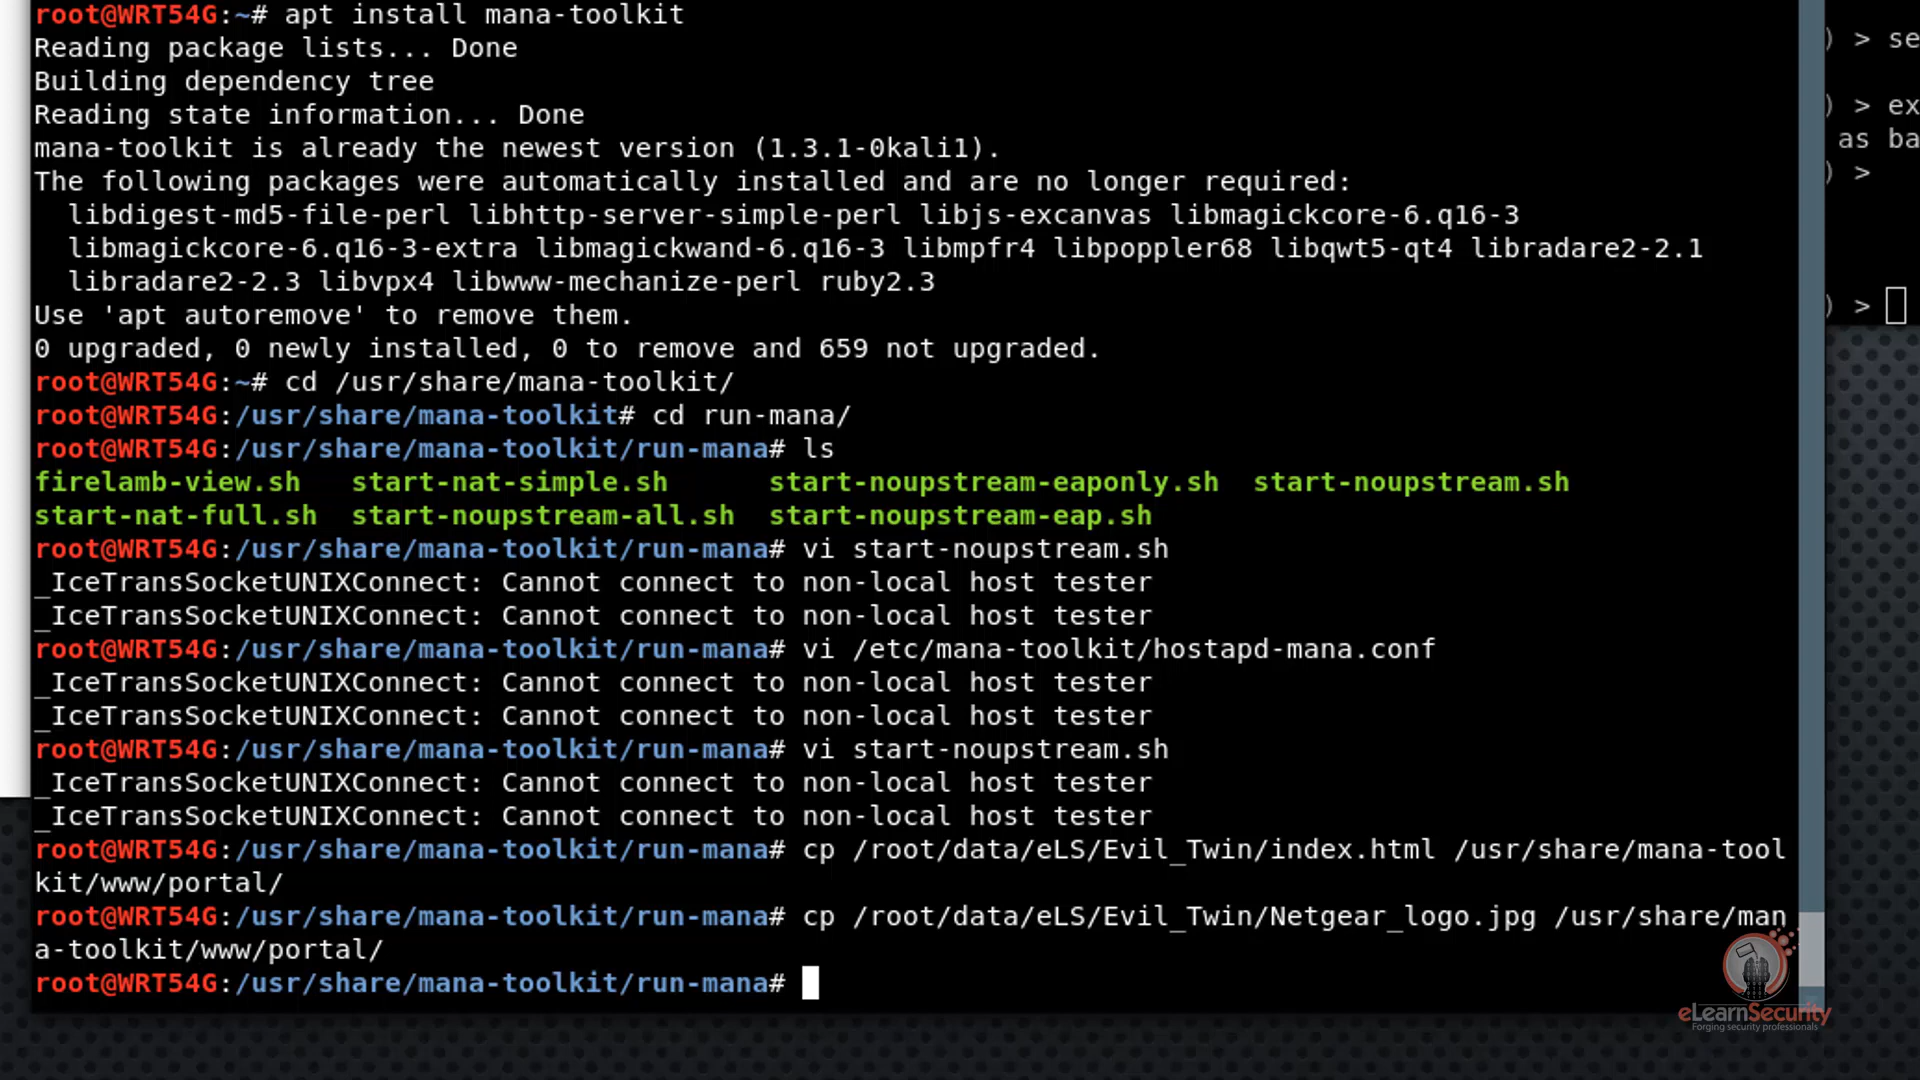 root@WRT54G:~# apt install mana-toolkit
Reading package lists... Done
Building dependency tree
Reading state information... Done
mana-toolkit is already the newest version (1.3.1-0kali1).
The following packages were automatically installed and are no longer required:
  libdigest-md5-file-perl libhttp-server-simple-perl libjs-excanvas libmagickcore-6.q16-3
  libmagickcore-6.q16-3-extra libmagickwand-6.q16-3 libmpfr4 libpoppler68 libqwt5-qt4 libradare2-2.1
  libradare2-2.3 libvpx4 libwww-mechanize-perl ruby2.3
Use 'apt autoremove' to remove them.
0 upgraded, 0 newly installed, 0 to remove and 659 not upgraded.
root@WRT54G:~# cd /usr/share/mana-toolkit/
root@WRT54G:/usr/share/mana-toolkit# cd run-mana/
root@WRT54G:/usr/share/mana-toolkit/run-mana# ls
firelamb-view.sh   start-nat-simple.sh      start-noupstream-eaponly.sh  start-noupstream.sh
start-nat-full.sh  start-noupstream-all.sh  start-noupstream-eap.sh
root@WRT54G:/usr/share/mana-toolkit/run-mana# vi start-noupstream.sh
_IceTransSocketUNIXConnect: Cannot connect to non-local host tester
_IceTransSocketUNIXConnect: Cannot connect to non-local host tester
root@WRT54G:/usr/share/mana-toolkit/run-mana# vi /etc/mana-toolkit/hostapd-mana.conf
_IceTransSocketUNIXConnect: Cannot connect to non-local host tester
_IceTransSocketUNIXConnect: Cannot connect to non-local host tester
root@WRT54G:/usr/share/mana-toolkit/run-mana# vi start-noupstream.sh
_IceTransSocketUNIXConnect: Cannot connect to non-local host tester
_IceTransSocketUNIXConnect: Cannot connect to non-local host tester
root@WRT54G:/usr/share/mana-toolkit/run-mana# cp /root/data/eLS/Evil_Twin/index.html /usr/share/mana-tool
kit/www/portal/
root@WRT54G:/usr/share/mana-toolkit/run-mana# cp /root/data/eLS/Evil_Twin/Netgear_logo.jpg /usr/share/man
a-toolkit/www/portal/
root@WRT54G:/usr/share/mana-toolkit/run-mana#
) > se
) > ex
as ba
) >
) >
eLearnSecurity
Forging security professionals